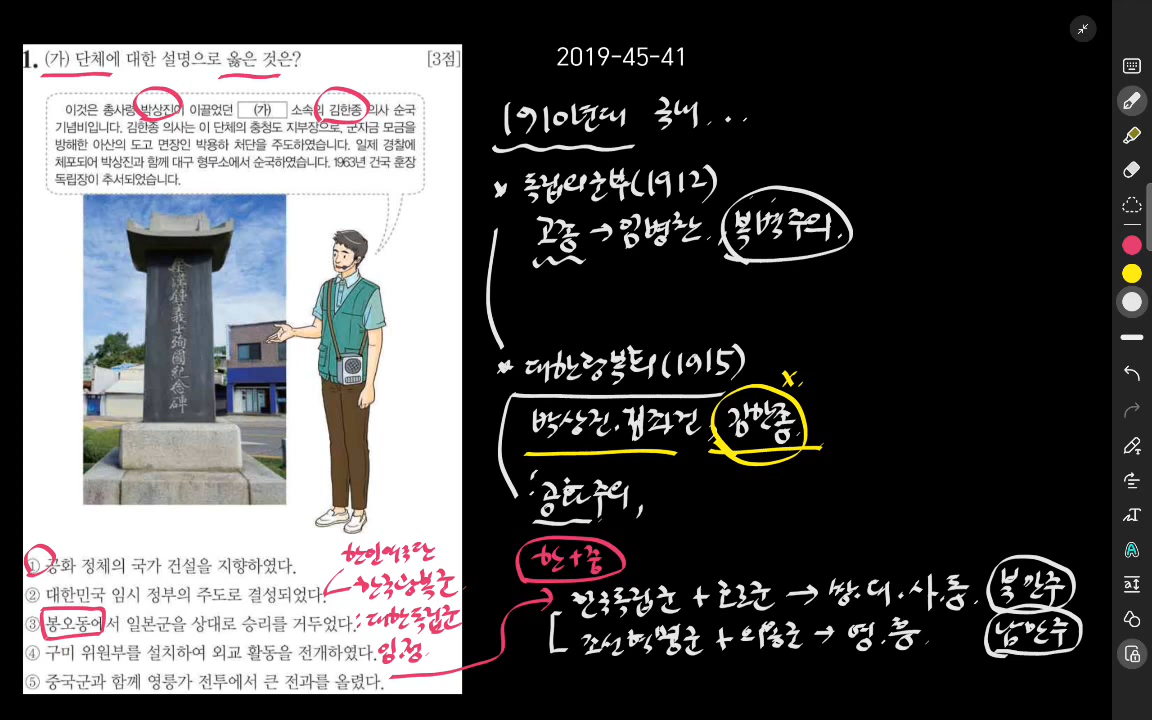 1. (가) 단체에 대한 설명으로 옳은 것은? [3점]
이것은 총사령 박상진이 이끌었던 (가) 소속의 김한종 의사 순국
기념비입니다. 김한종 의사는 이 단체의 충청도 지부장으로, 군자금 모금을
방해한 아산의 도고 면장인 박용하 처단을 주도하였습니다. 일제 경찰에
체포되어 박상진과 함께 대구 형무소에서 순국하였습니다. 1963년 건국 훈장
독립장이 추서되었습니다.
金漢鍾義士殉國紀念碑
① 공화 정체의 국가 건설을 지향하였다.
② 대한민국 임시 정부의 주도로 결성되었다.
③ 봉오동에서 일본군을 상대로 승리를 거두었다.
④ 구미 위원부를 설치하여 외교 활동을 전개하였다.
⑤ 중국군과 함께 영릉가 전투에서 큰 전과를 올렸다.
한인애국단
한국광복군
: 대한독립군
임.정.
2019-45-41
1910년대 국내...
* 독립의군부(1912)
고종 → 임병찬. 복벽주의.
* 대한광복회(1915)
박상진.김좌진 김한종. x.
: 공화주의,
한+중
한국독립군 + 호로군 → 쌍.대.사.동. 북만주
조선혁명군 + 의용군 → 영.흥. 남만주